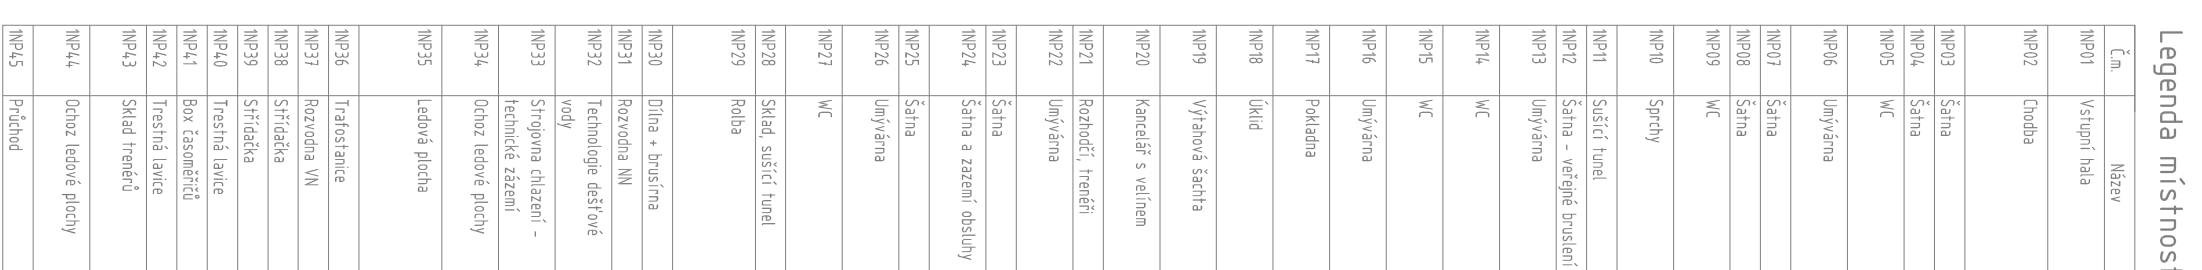 Legenda místnost
Č.m. Název
1NP01 Vstupní hala
1NP02 Chodba
1NP03 Šatna
1NP04 Šatna
1NP05 WC
1NP06 Umývárna
1NP07 Šatna
1NP08 Šatna
1NP09 WC
1NP10 Sprchy
1NP11 Sušící tunel
1NP12 Šatna - veřejné bruslení
1NP13 Umývárna
1NP14 WC
1NP15 WC
1NP16 Umývárna
1NP17 Pokladna
1NP18 Úklid
1NP19 Výtahová šachta
1NP20 Kancelář s velínem
1NP21 Rozhodčí, trenéři
1NP22 Umývárna
1NP23 Šatna
1NP24 Šatna a zazemí obsluhy
1NP25 Šatna
1NP26 Umývárna
1NP27 WC
1NP28 Sklad, sušící tunel
1NP29 Rolba
1NP30 Dílna + brusírna
1NP31 Rozvodna NN
1NP32 Technologie dešťové
vody
1NP33 Strojovna chlazení -
technické zázemí
1NP34 Ochoz ledové plochy
1NP35 Ledová plocha
1NP36 Trafostanice
1NP37 Rozvodna VN
1NP38 Střídačka
1NP39 Střídačka
1NP40 Trestná lavice
1NP41 Box časoměřičů
1NP42 Trestná lavice
1NP43 Sklad trenérů
1NP44 Ochoz ledové plochy
1NP45 Průchod